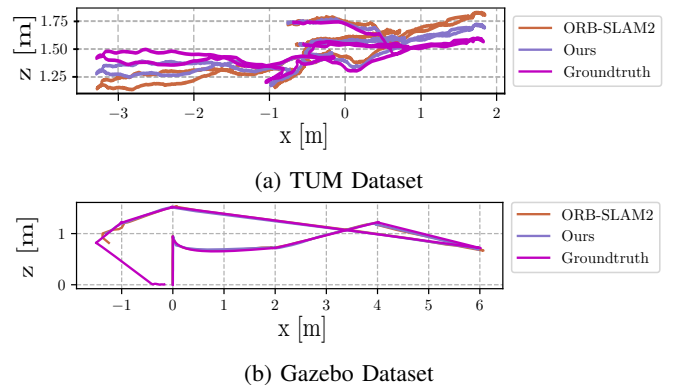 1.75
1.50
1.25
z [m]
−3
−2
−1
0
1
2
x [m]
ORB-SLAM2
Ours
Groundtruth
(a) TUM Dataset
1
0
z [m]
−1
0
1
2
3
4
5
6
x [m]
ORB-SLAM2
Ours
Groundtruth
(b) Gazebo Dataset